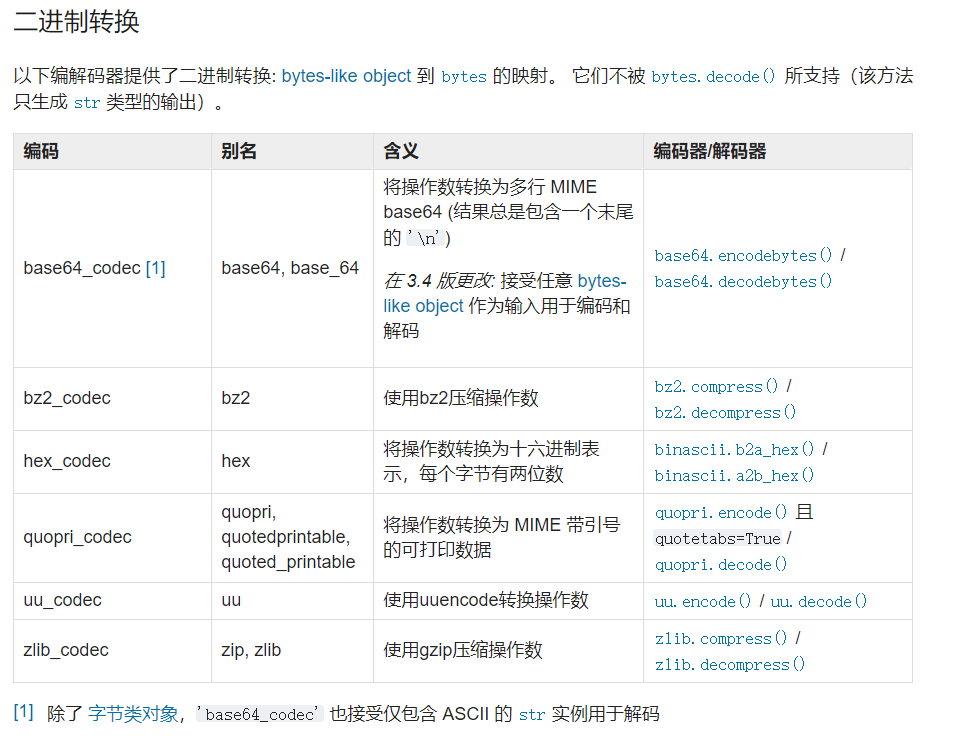 二进制转换
以下编解码器提供了二进制转换: bytes-like object 到 bytes 的映射。 它们不被 bytes.decode() 所支持（该方法
只生成 str 类型的输出）。
编码 别名 含义 编码器/解码器
base64_codec [1]
base64, base_64
将操作数转换为多行 MIME
base64 (结果总是包含一个末尾
的 '\n')
在 3.4 版更改: 接受任意 bytes-
like object 作为输入用于编码和
解码
base64.encodebytes() /
base64.decodebytes()
bz2_codec
bz2
使用bz2压缩操作数
bz2.compress() /
bz2.decompress()
hex_codec
hex
将操作数转换为十六进制表
示，每个字节有两位数
binascii.b2a_hex() /
binascii.a2b_hex()
quopri_codec
quopri,
quotedprintable,
quoted_printable
将操作数转换为 MIME 带引号
的可打印数据
quopri.encode() 且
quotetabs=True /
quopri.decode()
uu_codec
uu
使用uuencode转换操作数
uu.encode() / uu.decode()
zlib_codec
zip, zlib
使用gzip压缩操作数
zlib.compress() /
zlib.decompress()
[1] 除了 字节类对象，'base64_codec' 也接受仅包含 ASCII 的 str 实例用于解码